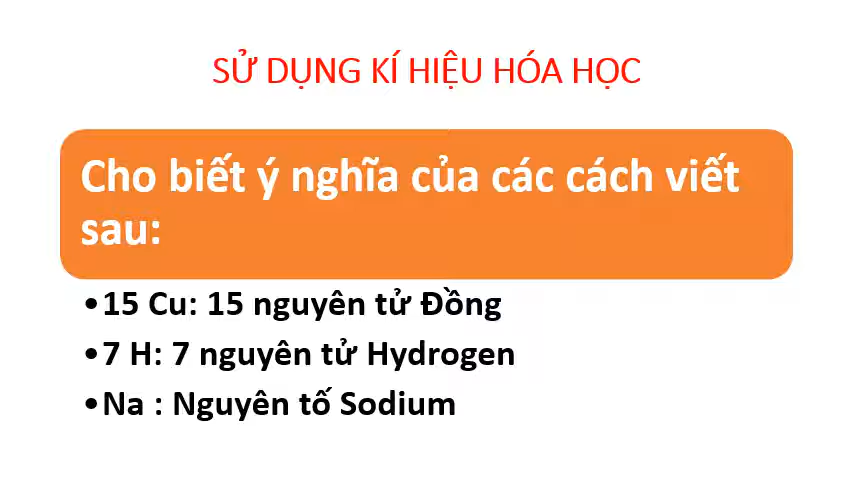 SỬ DỤNG KÍ HIỆU HÓA HỌC
Cho biết ý nghĩa của các cách viết
sau:
•15 Cu: 15 nguyên tử Đồng
•7 H: 7 nguyên tử Hydrogen
•Na : Nguyên tố Sodium